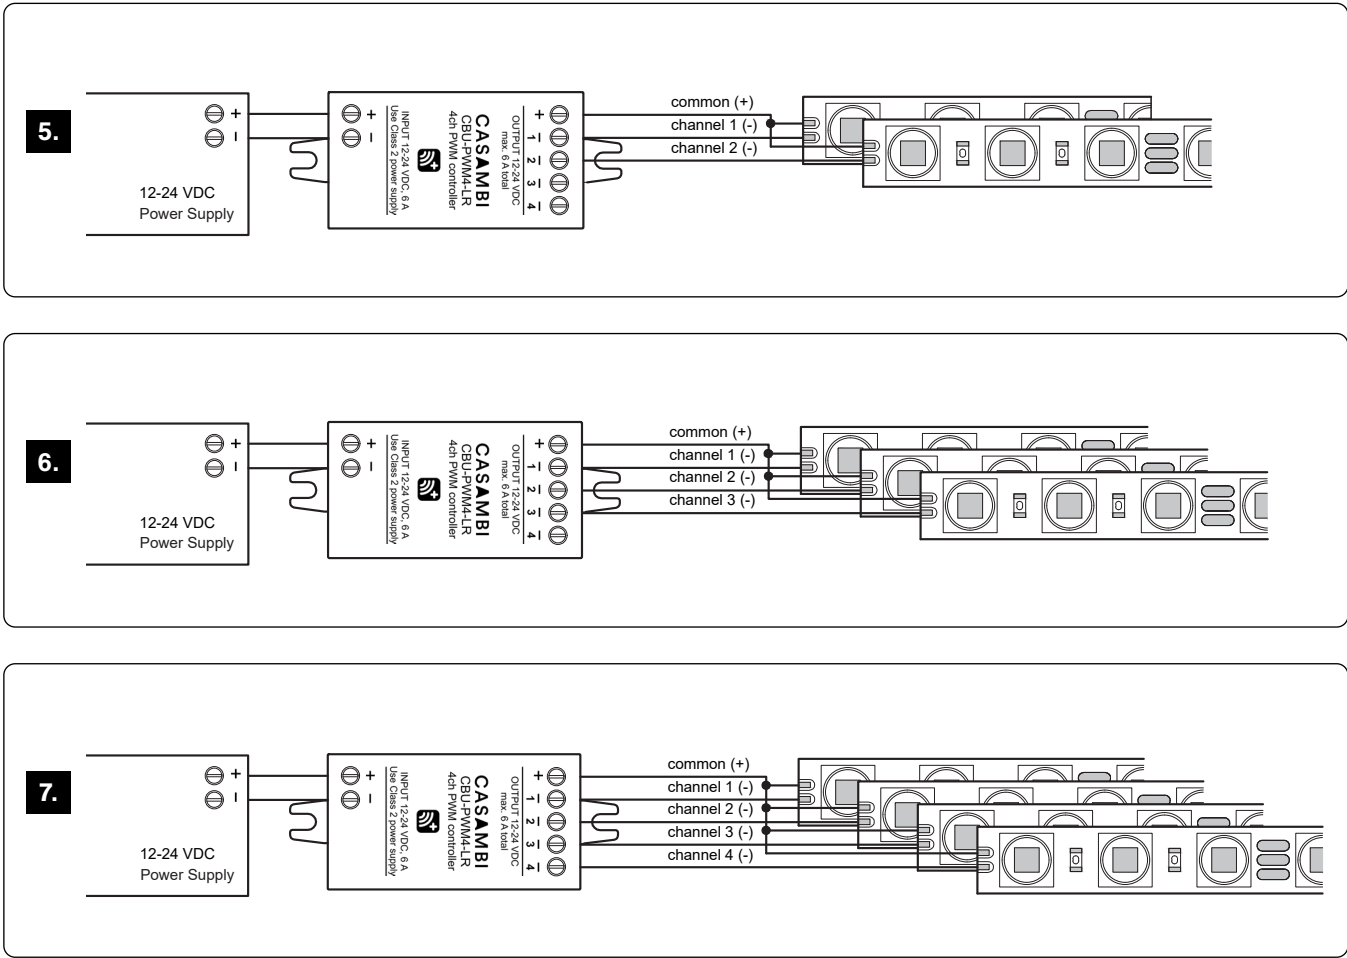 5.
+
−
12-24 VDC
Power Supply
+
−
INPUT 12-24 VDC, 6 A
Use Class 2 power supply
CASAMBI
CBU-PWM4-LR
4ch PWM controller
OUTPUT 12-24 VDC
max. 6 A total
+
1 −
2 −
3 −
4 −
common (+)
channel 1 (-)
channel 2 (-)
6.
+
−
12-24 VDC
Power Supply
+
−
INPUT 12-24 VDC, 6 A
Use Class 2 power supply
CASAMBI
CBU-PWM4-LR
4ch PWM controller
OUTPUT 12-24 VDC
max. 6 A total
+
1 −
2 −
3 −
4 −
common (+)
channel 1 (-)
channel 2 (-)
channel 3 (-)
7.
+
−
12-24 VDC
Power Supply
+
−
INPUT 12-24 VDC, 6 A
Use Class 2 power supply
CASAMBI
CBU-PWM4-LR
4ch PWM controller
OUTPUT 12-24 VDC
max. 6 A total
+
1 −
2 −
3 −
4 −
common (+)
channel 1 (-)
channel 2 (-)
channel 3 (-)
channel 4 (-)